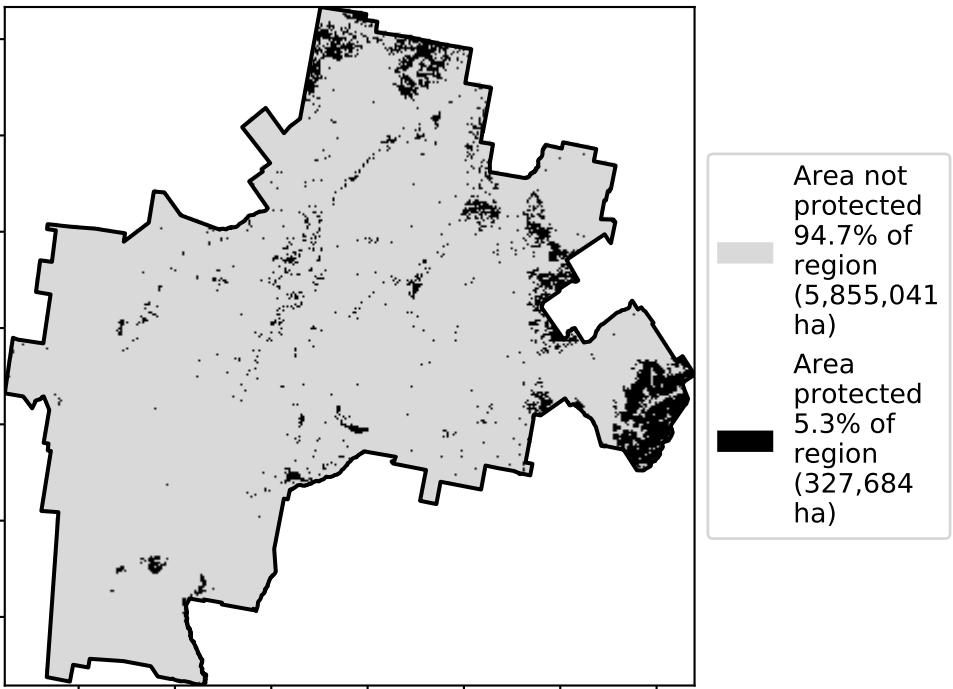 Area not
protected
94.7% of
region
(5,855,041
ha)
Area
protected
5.3% of
region
(327,684
ha)